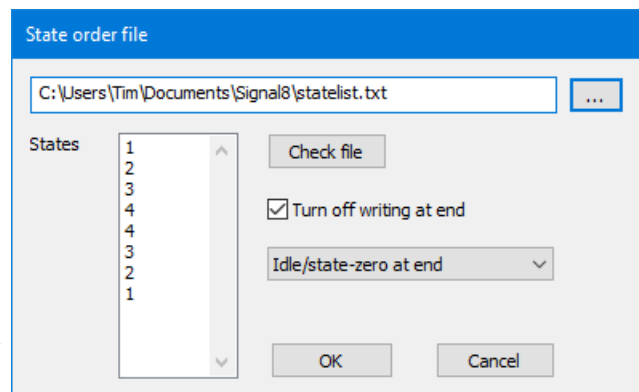 State order file
C:\Users\Tim\Documents\Signal8\statelist.txt
...
States
1
2
3
4
4
3
2
1
Check file
Turn off writing at end
Idle/state-zero at end
OK
Cancel